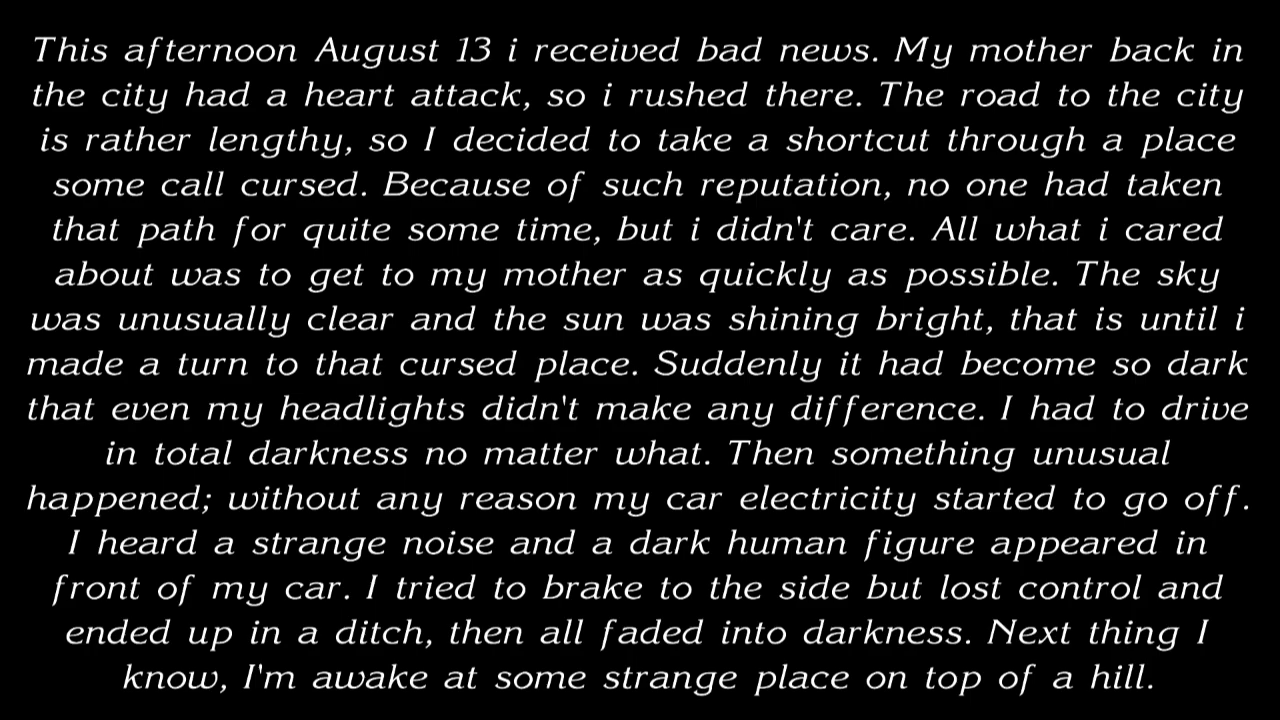 This afternoon August 13 i received bad news. My mother back in
the city had a heart attack, so i rushed there. The road to the city
is rather lengthy, so I decided to take a shortcut through a place
some call cursed. Because of such reputation, no one had taken
that path for quite some time, but i didn't care. All what i cared
about was to get to my mother as quickly as possible. The sky
was unusually clear and the sun was shining bright, that is until i
made a turn to that cursed place. Suddenly it had become so dark
that even my headlights didn't make any difference. I had to drive
in total darkness no matter what. Then something unusual
happened; without any reason my car electricity started to go off.
I heard a strange noise and a dark human figure appeared in
front of my car. I tried to brake to the side but lost control and
ended up in a ditch, then all faded into darkness. Next thing I
know, I'm awake at some strange place on top of a hill.